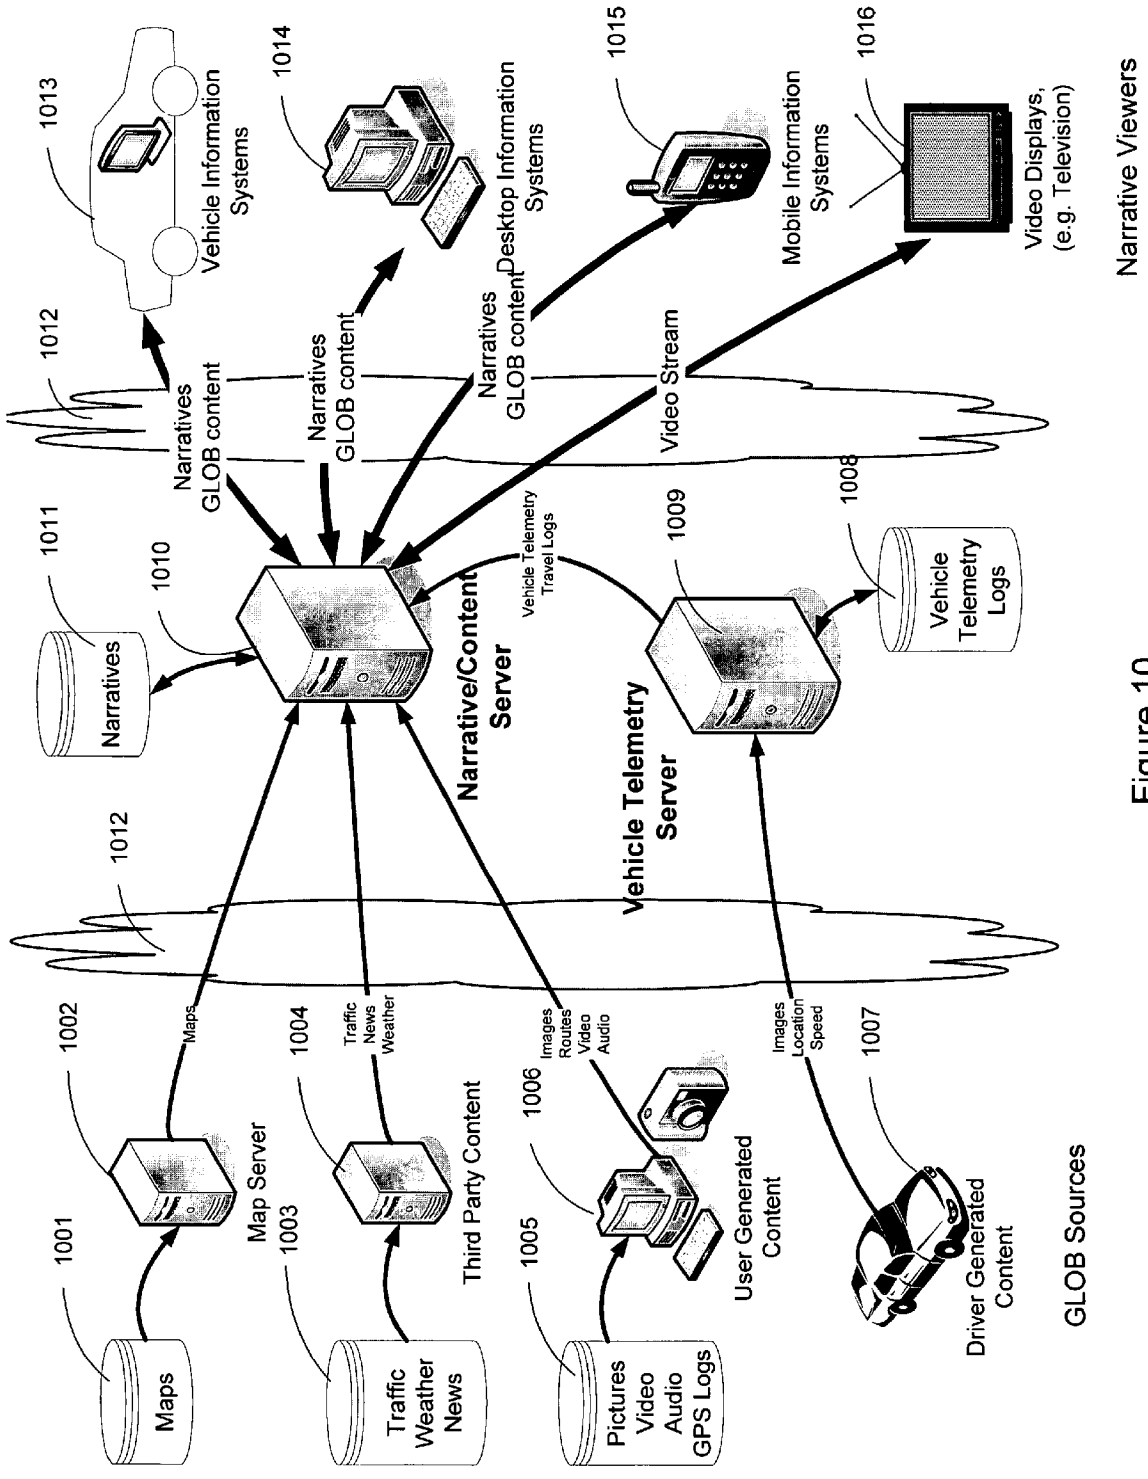 1001
Maps
1002
Map Server
Maps
1003
Traffic
Weather
News
1004
Third Party Content
Traffic
News
Weather
1005
Pictures
Video
Audio
GPS Logs
1006
User Generated
Content
Images
Routes
Video
Audio
1007
Driver Generated
Content
Images
Location
Speed
GLOB Sources
1012
1011
Narratives
1010
Narrative/Content
Server
Vehicle Telemetry
Travel Logs
1009
Vehicle Telemetry
Server
1008
Vehicle
Telemetry
Logs
1012
Narratives
GLOB content
Narratives
GLOB content
Narratives
GLOB content
Video Stream
1013
Vehicle Information
Systems
1014
Desktop Information
Systems
1015
Mobile Information
Systems
1016
Video Displays,
(e.g. Television)
Narrative Viewers
Figure 10